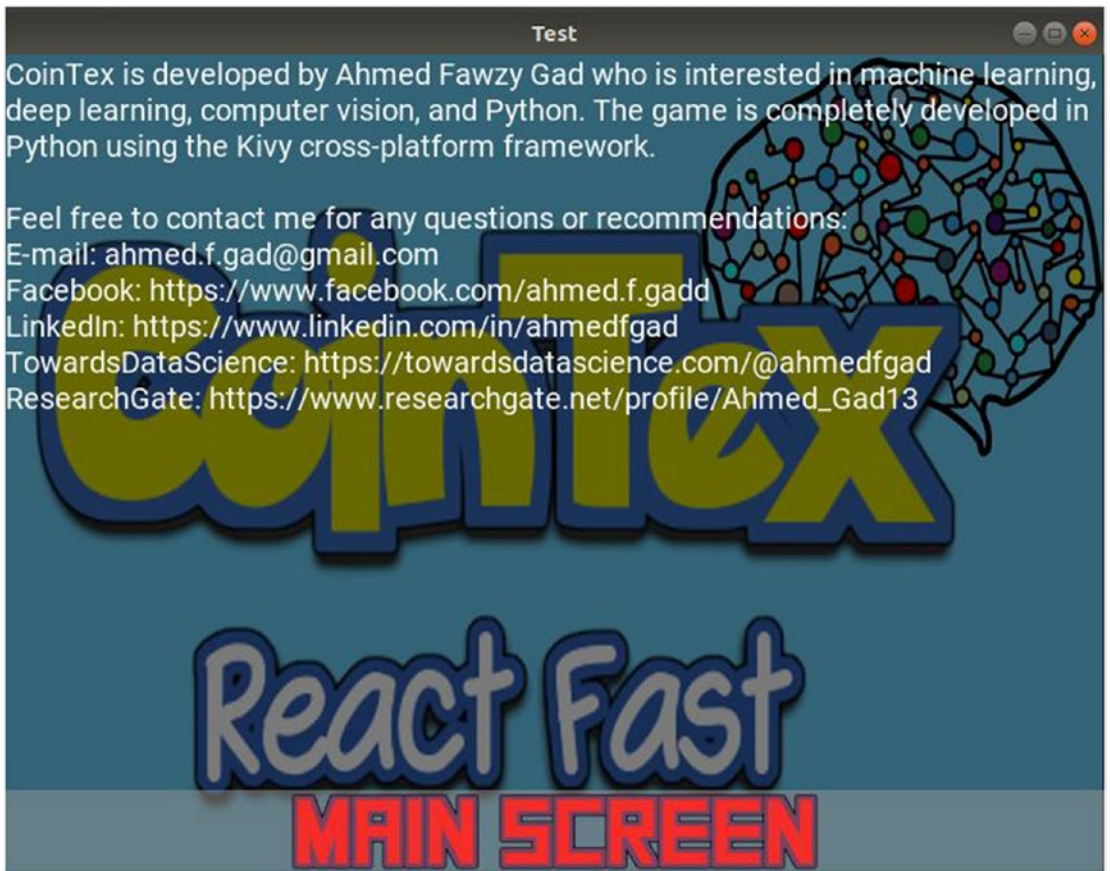 Test
CoinTex is developed by Ahmed Fawzy Gad who is interested in machine learning,
deep learning, computer vision, and Python. The game is completely developed in
Python using the Kivy cross-platform framework.
Feel free to contact me for any questions or recommendations:
E-mail: ahmed.f.gad@gmail.com
Facebook: https://www.facebook.com/ahmed.f.gadd
LinkedIn: https://www.linkedin.com/in/ahmedfgad
TowardsDataScience: https://towardsdatascience.com/@ahmedfgad
ResearchGate: https://www.researchgate.net/profile/Ahmed_Gad13
CoinTex
React Fast
MAIN SCREEN